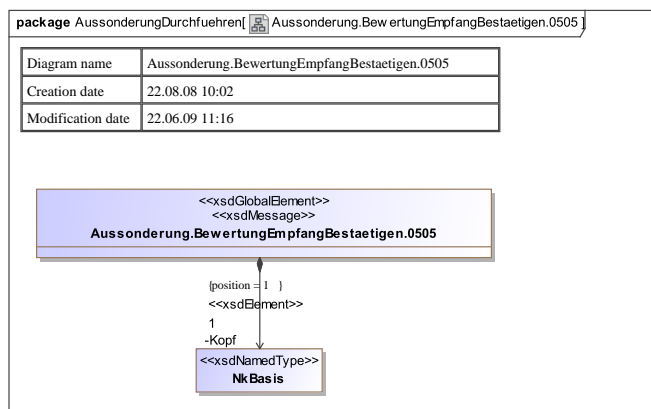 package AussonderungDurchfuehren[ Aussonderung.BewertungEmpfangBestaetigen.0505 ]
Diagram name Aussonderung.BewertungEmpfangBestaetigen.0505
Creation date 22.08.08 10:02
Modification date 22.06.09 11:16
<<xsdGlobalElement>>
<<xsdMessage>>
Aussonderung.BewertungEmpfangBestaetigen.0505
{position = 1 }
<<xsdElement>>
1
-Kopf
<<xsdNamedType>>
NkBasis